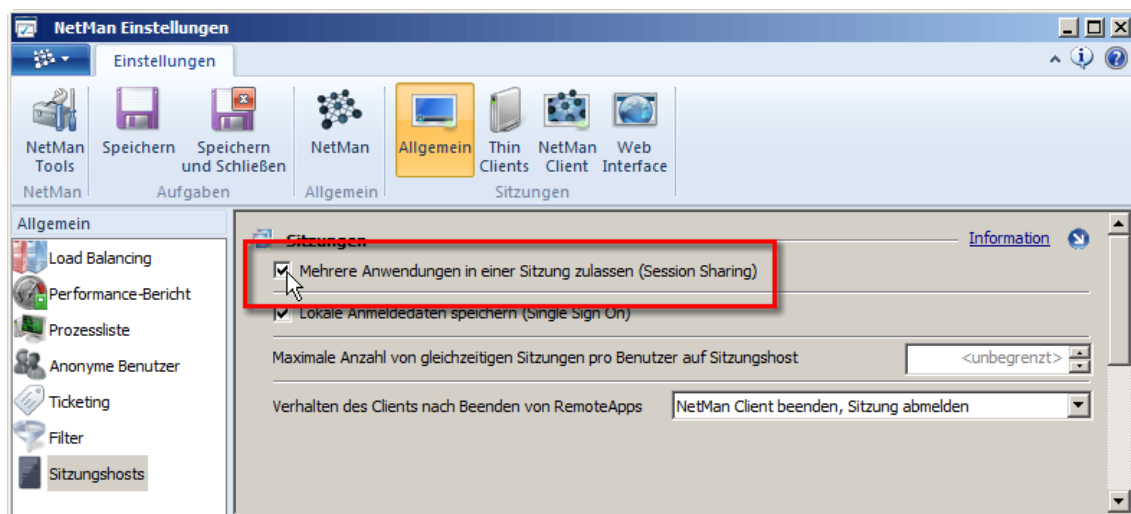 NetMan Einstellungen
Einstellungen
NetMan Tools
Speichern
Speichern und Schließen
NetMan
Allgemein
Thin Clients
NetMan Client
Web Interface
NetMan
Aufgaben
Allgemein
Sitzungen
Allgemein
Load Balancing
Performance-Bericht
Prozessliste
Anonyme Benutzer
Ticketing
Filter
Sitzungshosts
Sitzungen
Information
Mehrere Anwendungen in einer Sitzung zulassen (Session Sharing)
Lokale Anmeldedaten speichern (Single Sign On)
Maximale Anzahl von gleichzeitigen Sitzungen pro Benutzer auf Sitzungshost
<unbegrenzt>
Verhalten des Clients nach Beenden von RemoteApps
NetMan Client beenden, Sitzung abmelden